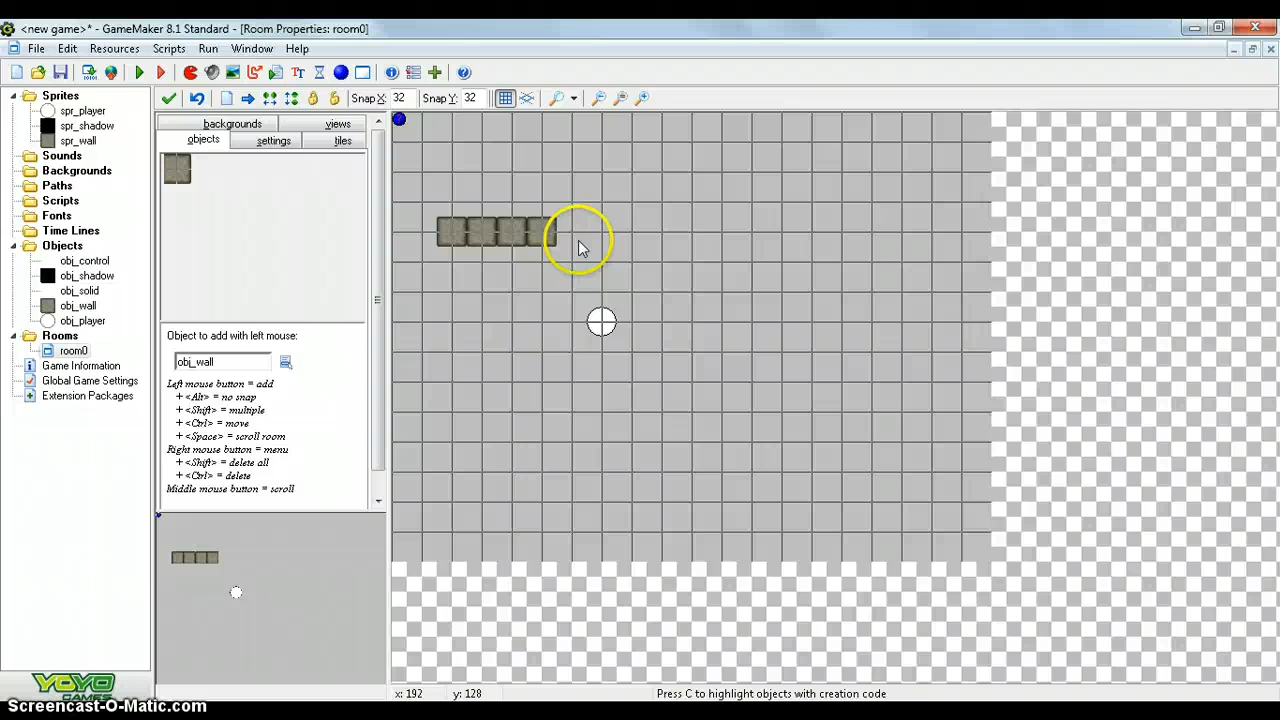 <new game>* - GameMaker 8.1 Standard - [Room Properties: room0]
File Edit Resources Scripts Run Window Help
Snap X: 32 Snap Y: 32
Sprites
spr_player
spr_shadow
spr_wall
Sounds
Backgrounds
Paths
Scripts
Fonts
Time Lines
Objects
obj_control
obj_shadow
obj_solid
obj_wall
obj_player
Rooms
room0
Game Information
Global Game Settings
Extension Packages
backgrounds views
objects settings tiles
Object to add with left mouse:
obj_wall
Left mouse button = add
+ <Alt> = no snap
+ <Shift> = multiple
+ <Ctrl> = move
+ <Space> = scroll room
Right mouse button = menu
+ <Shift> = delete all
+ <Ctrl> = delete
Middle mouse button = scroll
YOYO
GAMES
x: 192 y: 128 Press C to highlight objects with creation code
Screencast-O-Matic.com